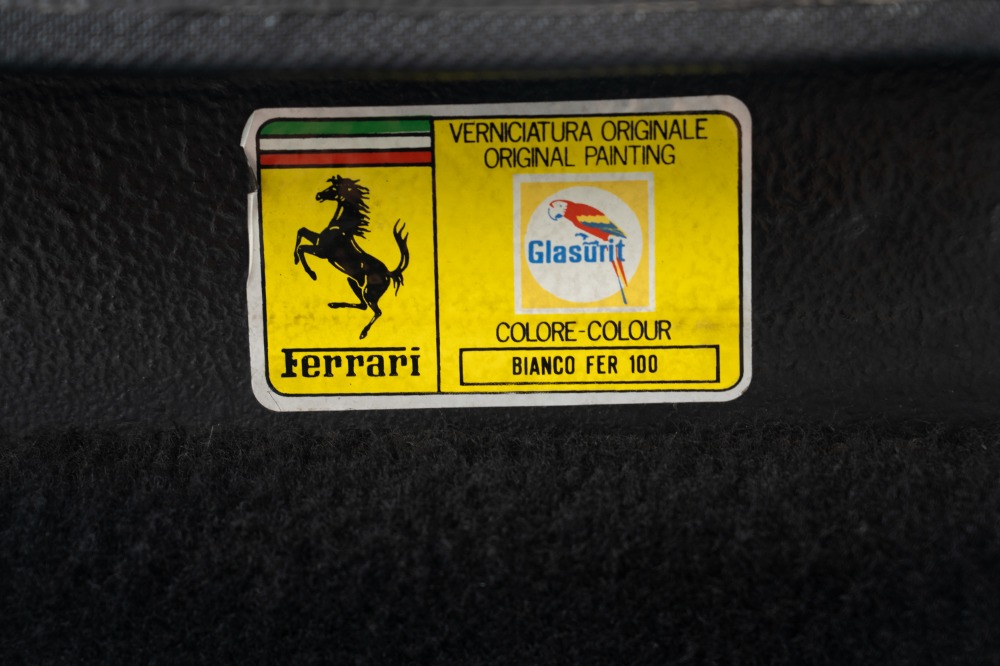 VERNICIATURA ORIGINALE
ORIGINAL PAINTING
Glasurit
COLORE-COLOUR
BIANCO FER 100
Ferrari